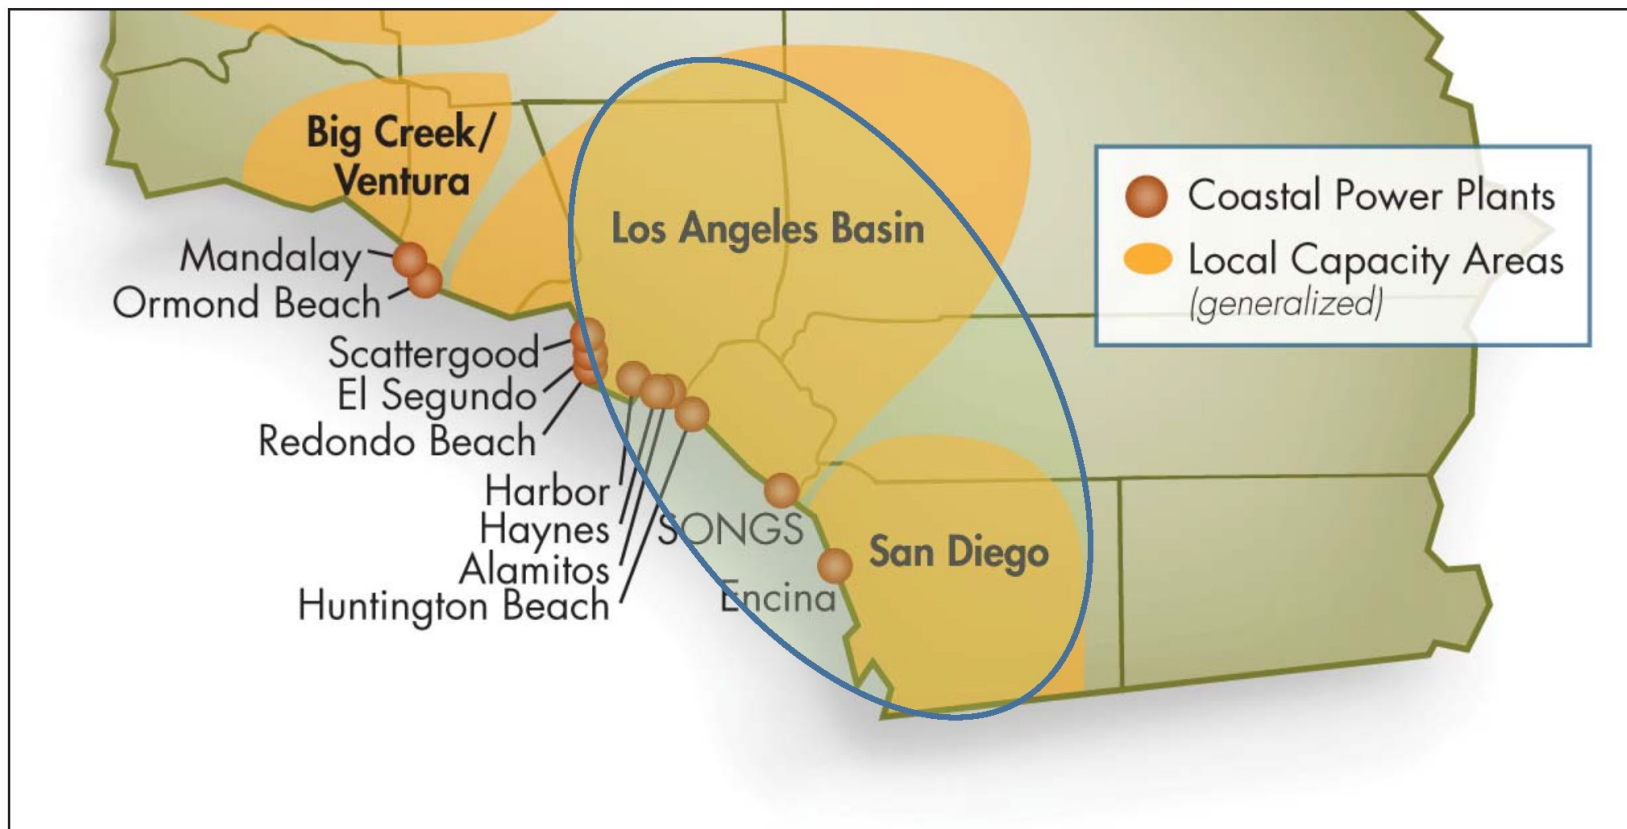 Big Creek/
Ventura
Los Angeles Basin
Coastal Power Plants
Local Capacity Areas
(generalized)
Mandalay
Ormond Beach
Scattergood
El Segundo
Redondo Beach
Harbor
Haynes
Alamitos
Huntington Beach
SONGS
Encina
San Diego